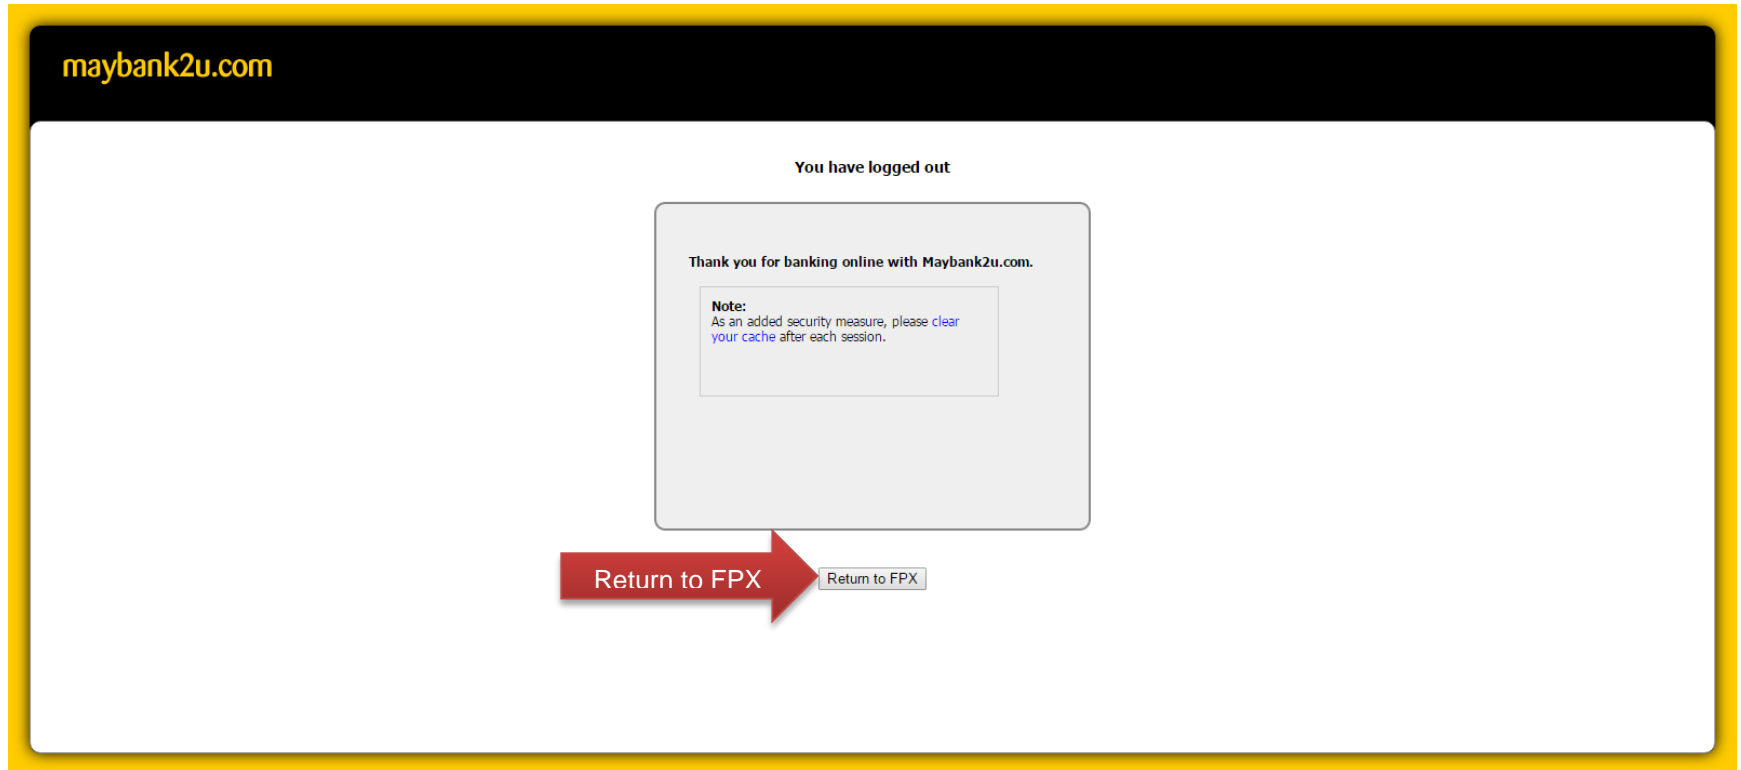 maybank2u.com
You have logged out
Thank you for banking online with Maybank2u.com.
Note:
As an added security measure, please clear
your cache after each session.
Return to FPX
Return to FPX